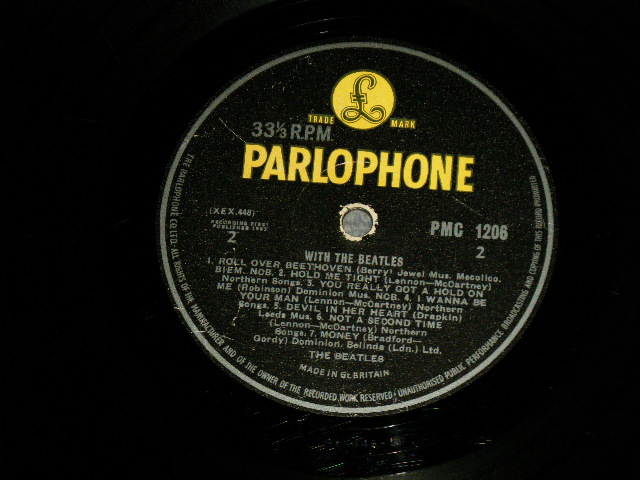 £
TRADE MARK
33⅓ R.P.M.
PARLOPHONE
(XEX.448)
RECORDING FIRST
PUBLISHED 1963
2
PMC 1206
2
WITH THE BEATLES
1. ROLL OVER BEETHOVEN (Berry) Jewel Mus. Mecolico,
BIEM. NCB. 2. HOLD ME TIGHT (Lennon—McCartney)
Northern Songs. 3. YOU REALLY GOT A HOLD ON
ME (Robinson) Dominion Mus. NCB. 4. I WANNA BE
YOUR MAN (Lennon—McCartney) Northern
Songs. 5. DEVIL IN HER HEART (Drapkin)
Leeds Mus. 6. NOT A SECOND TIME
(Lennon—McCartney) Northern
Songs. 7. MONEY (Bradford—
Gordy) Dominion, Belinda (Ldn.) Ltd.
THE BEATLES
MADE IN Gt. BRITAIN
THE PARLOPHONE CO. LTD. ALL RIGHTS OF THE MANUFACTURER AND OF THE OWNER OF THE RECORDED WORK RESERVED · UNAUTHORISED PUBLIC PERFORMANCE BROADCASTING AND COPYING OF THIS RECORD PROHIBITED